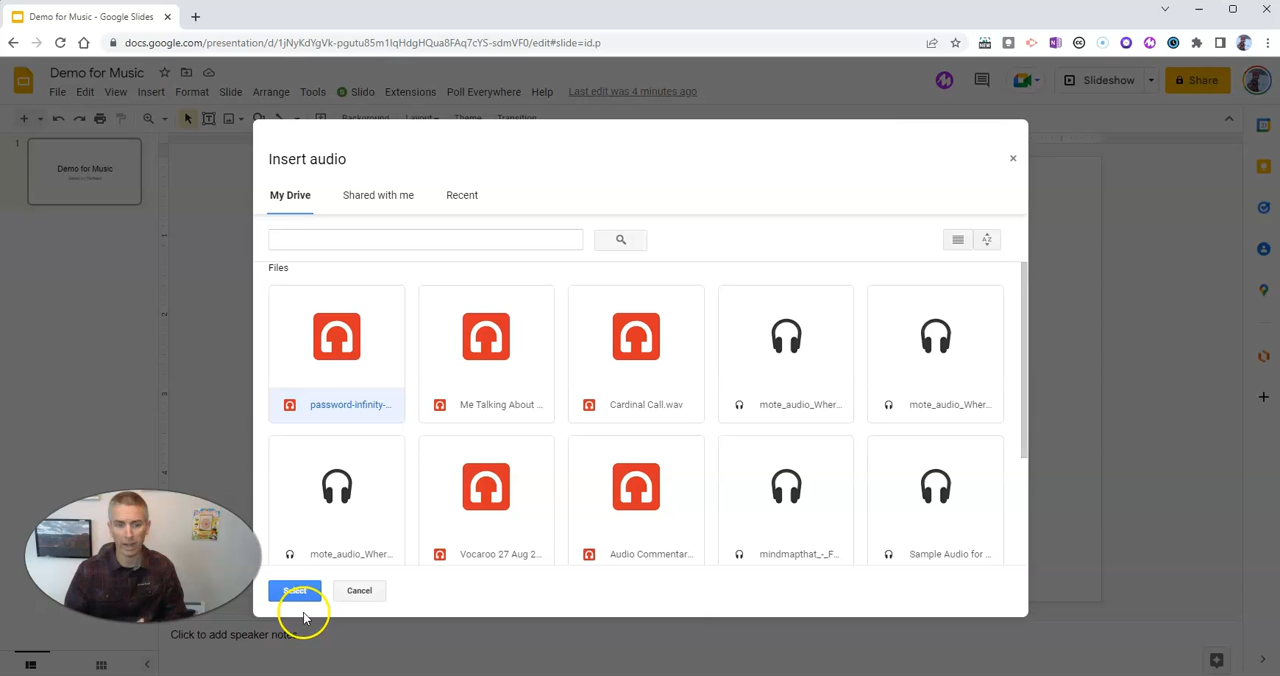 Demo for Music - Google Slides
docs.google.com/presentation/d/1jNyKdYgVk-pgutu85m1lqHdgHQua8FAq7cYS-sdmVF0/edit#slide=id.p
Demo for Music
File Edit View Insert Format Slide Arrange Tools Slido Extensions Poll Everywhere Help Last edit was 4 minutes ago
Slideshow
Share
Background Layout Theme Transition
1
Demo for Music
Insert audio
My Drive Shared with me Recent
Files
password-infinity-...
Me Talking About ...
Cardinal Call.wav
mote_audio_Wher...
mote_audio_Wher...
mote_audio_Wher...
Vocaroo 27 Aug 2...
Audio Commentar...
mindmapthat_-_F...
Sample Audio for ...
Select Cancel
Click to add speaker notes